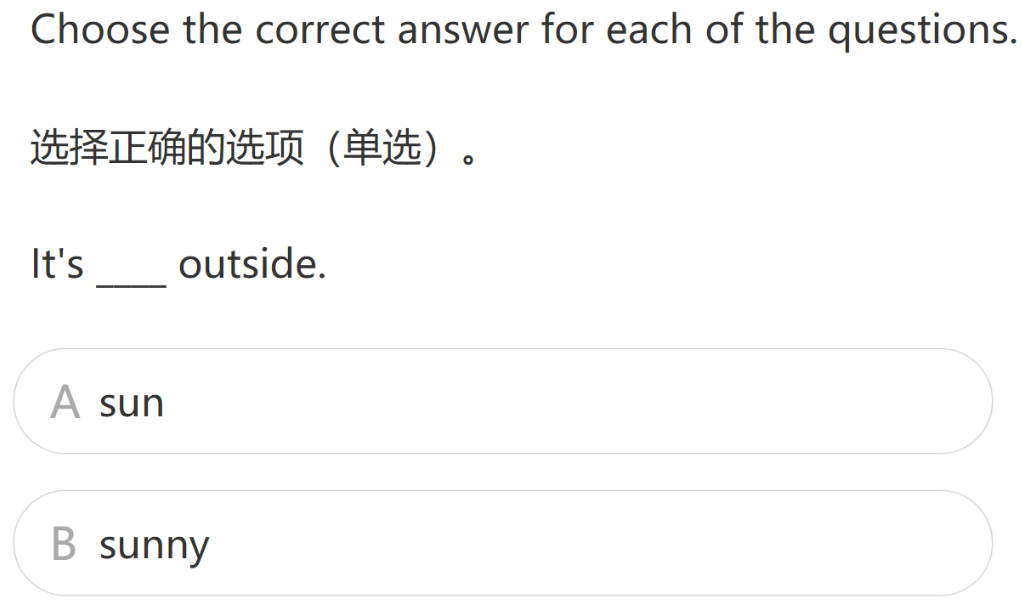 Choose the correct answer for each of the questions.
选择正确的选项（单选）。
It's ____ outside.
A sun
B sunny